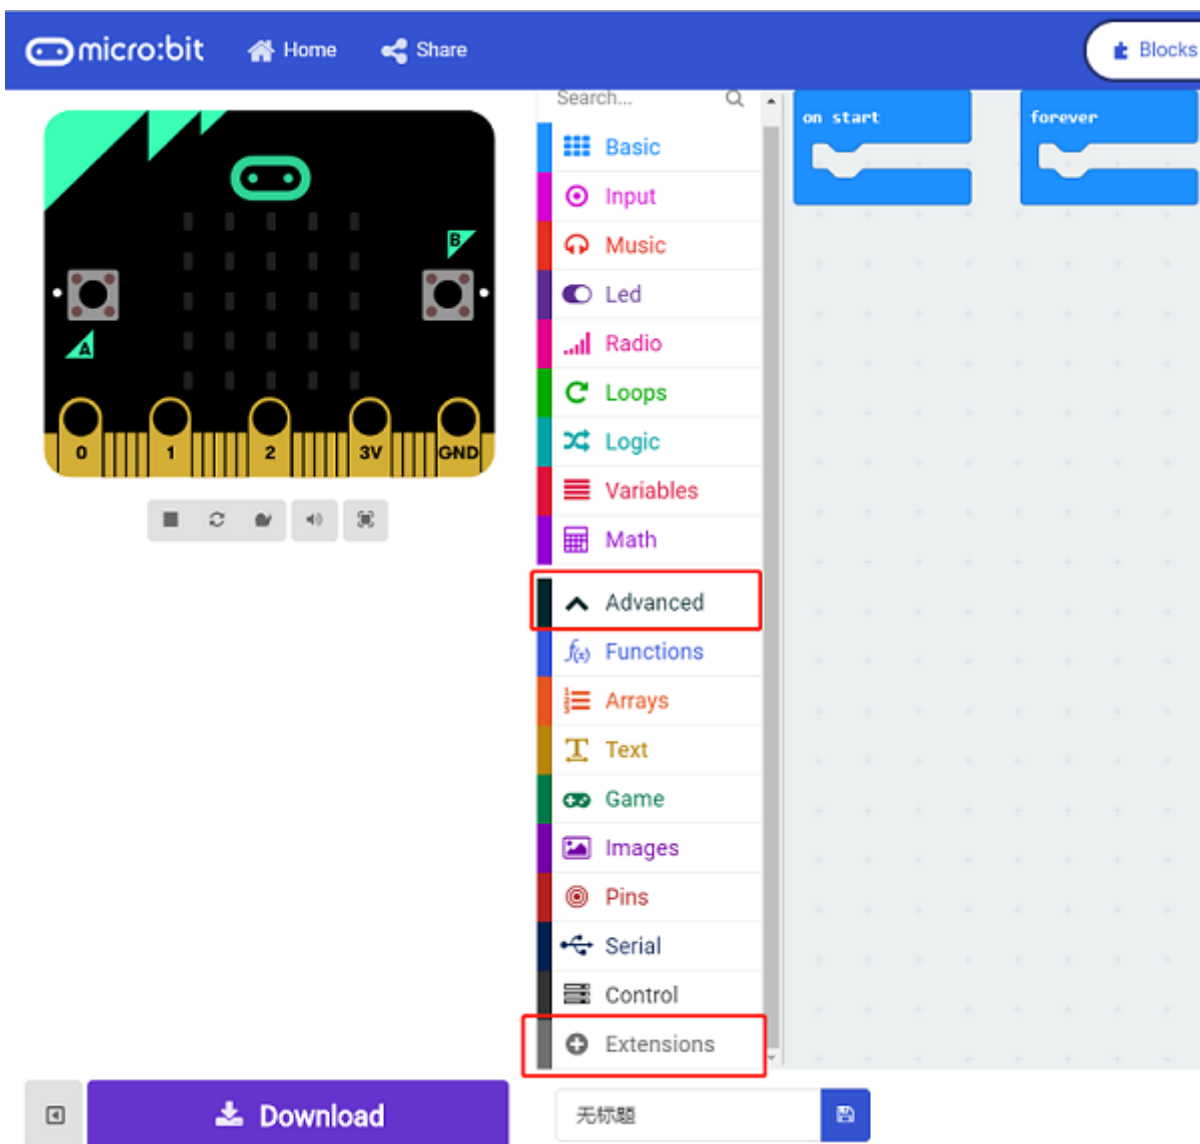 micro:bit Home Share Blocks
Search...
Basic
Input
Music
Led
Radio
Loops
Logic
Variables
Math
Advanced
f(x) Functions
Arrays
Text
Game
Images
Pins
Serial
Control
Extensions
on start
forever
B
A
0 1 2 3V GND
Download
无标题